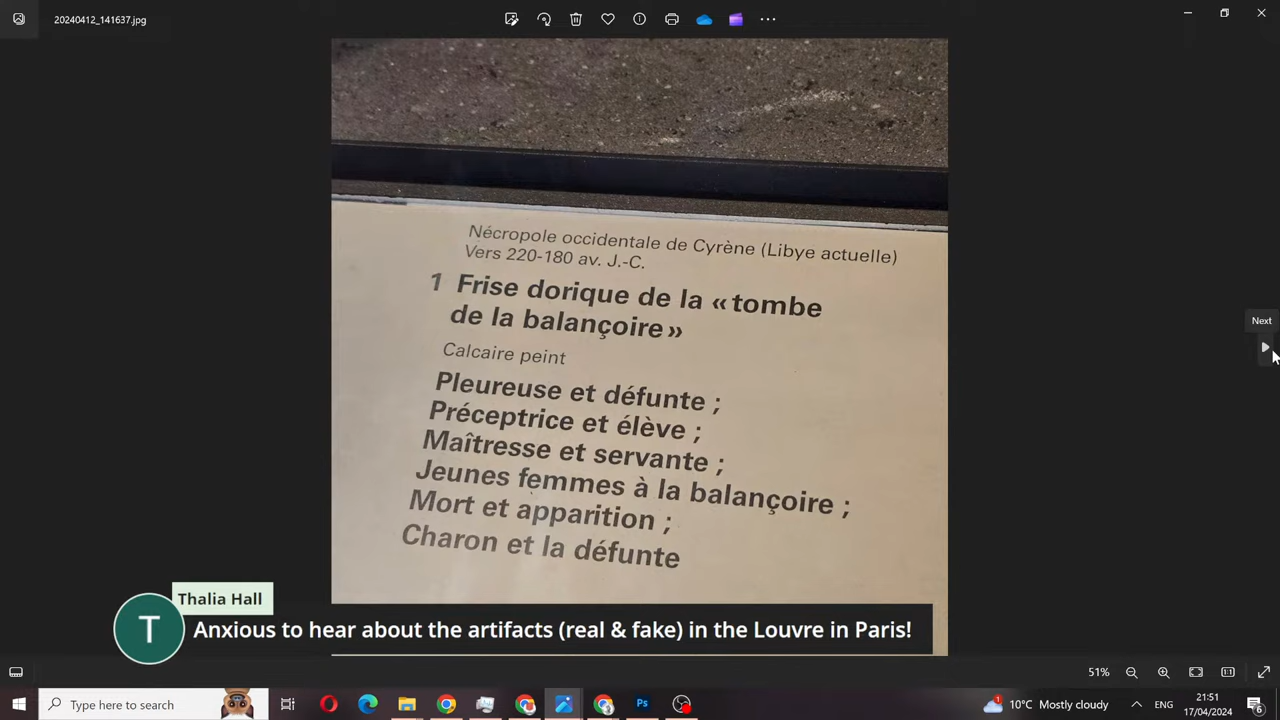 20240412_141637.jpg
Nécropole occidentale de Cyrène (Libye actuelle)
Vers 220-180 av. J.-C.
1 Frise dorique de la « tombe
de la balançoire »
Calcaire peint
Pleureuse et défunte ;
Préceptrice et élève ;
Maîtresse et servante ;
Jeunes femmes à la balançoire ;
Mort et apparition ;
Charon et la défunte
Next
Thalia Hall
T
Anxious to hear about the artifacts (real & fake) in the Louvre in Paris!
51%
Type here to search
Ps
10°C Mostly cloudy
ENG
21:51
17/04/2024
6